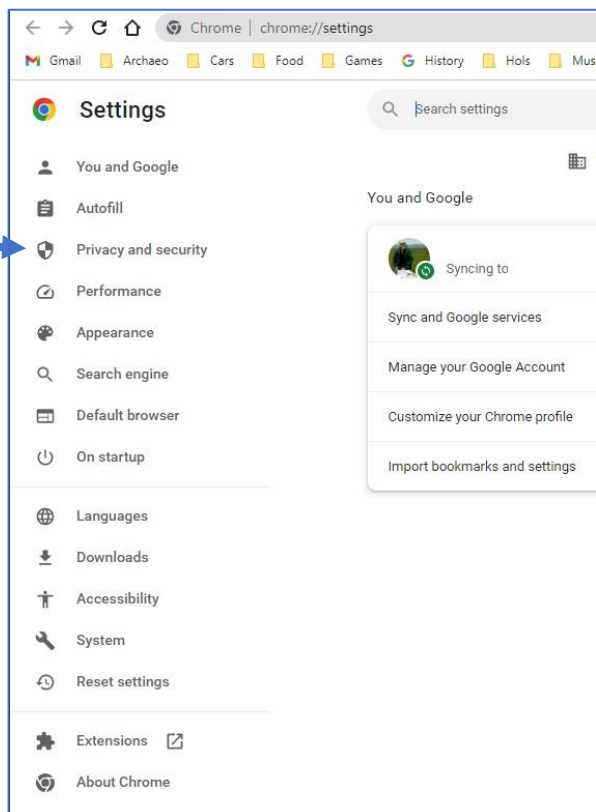 Chrome | chrome://settings
Gmail Archaeo Cars Food Games History Hols Mus
Settings
Search settings
You and Google
Autofill
Privacy and security
Performance
Appearance
Search engine
Default browser
On startup
Languages
Downloads
Accessibility
System
Reset settings
Extensions
About Chrome
You and Google
Syncing to
Sync and Google services
Manage your Google Account
Customize your Chrome profile
Import bookmarks and settings